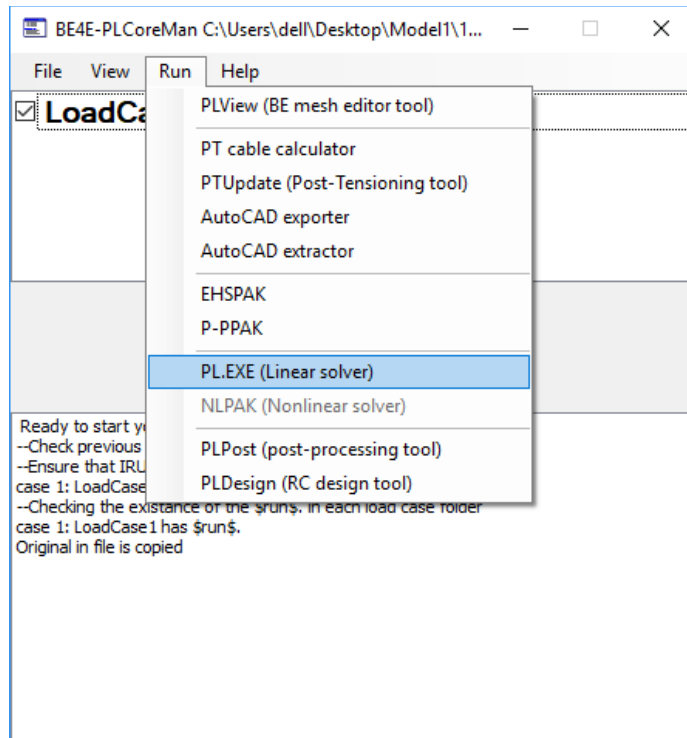 BE4E-PLCoreMan C:\Users\dell\Desktop\Model1\1...
File View Run Help
LoadCa
PLView (BE mesh editor tool)
PT cable calculator
PTUpdate (Post-Tensioning tool)
AutoCAD exporter
AutoCAD extractor
EHSPAK
P-PPAK
PL.EXE (Linear solver)
NLPAK (Nonlinear solver)
PLPost (post-processing tool)
PLDesign (RC design tool)
Ready to start y
--Check previous
--Ensure that IRU
case 1: LoadCase
--Checking the existance of the $run$. in each load case folder
case 1: LoadCase1 has $run$.
Original in file is copied